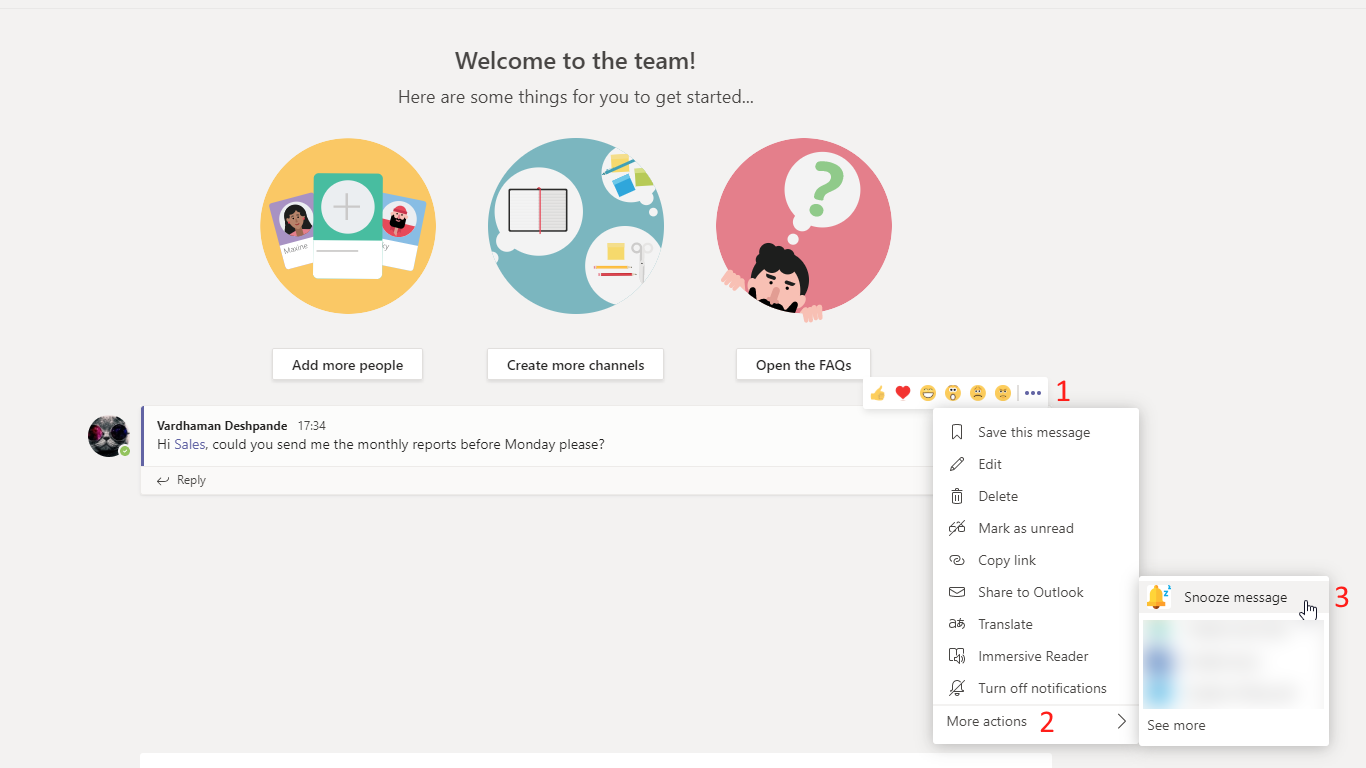 Welcome to the team!
Here are some things for you to get started...
Maxine
ky
Add more people
Create more channels
Open the FAQs
1
Vardhaman Deshpande 17:34
Hi Sales, could you send me the monthly reports before Monday please?
Reply
Save this message
Edit
Delete
Mark as unread
Copy link
Share to Outlook
Translate
Immersive Reader
Turn off notifications
More actions 2
Snooze message 3
See more